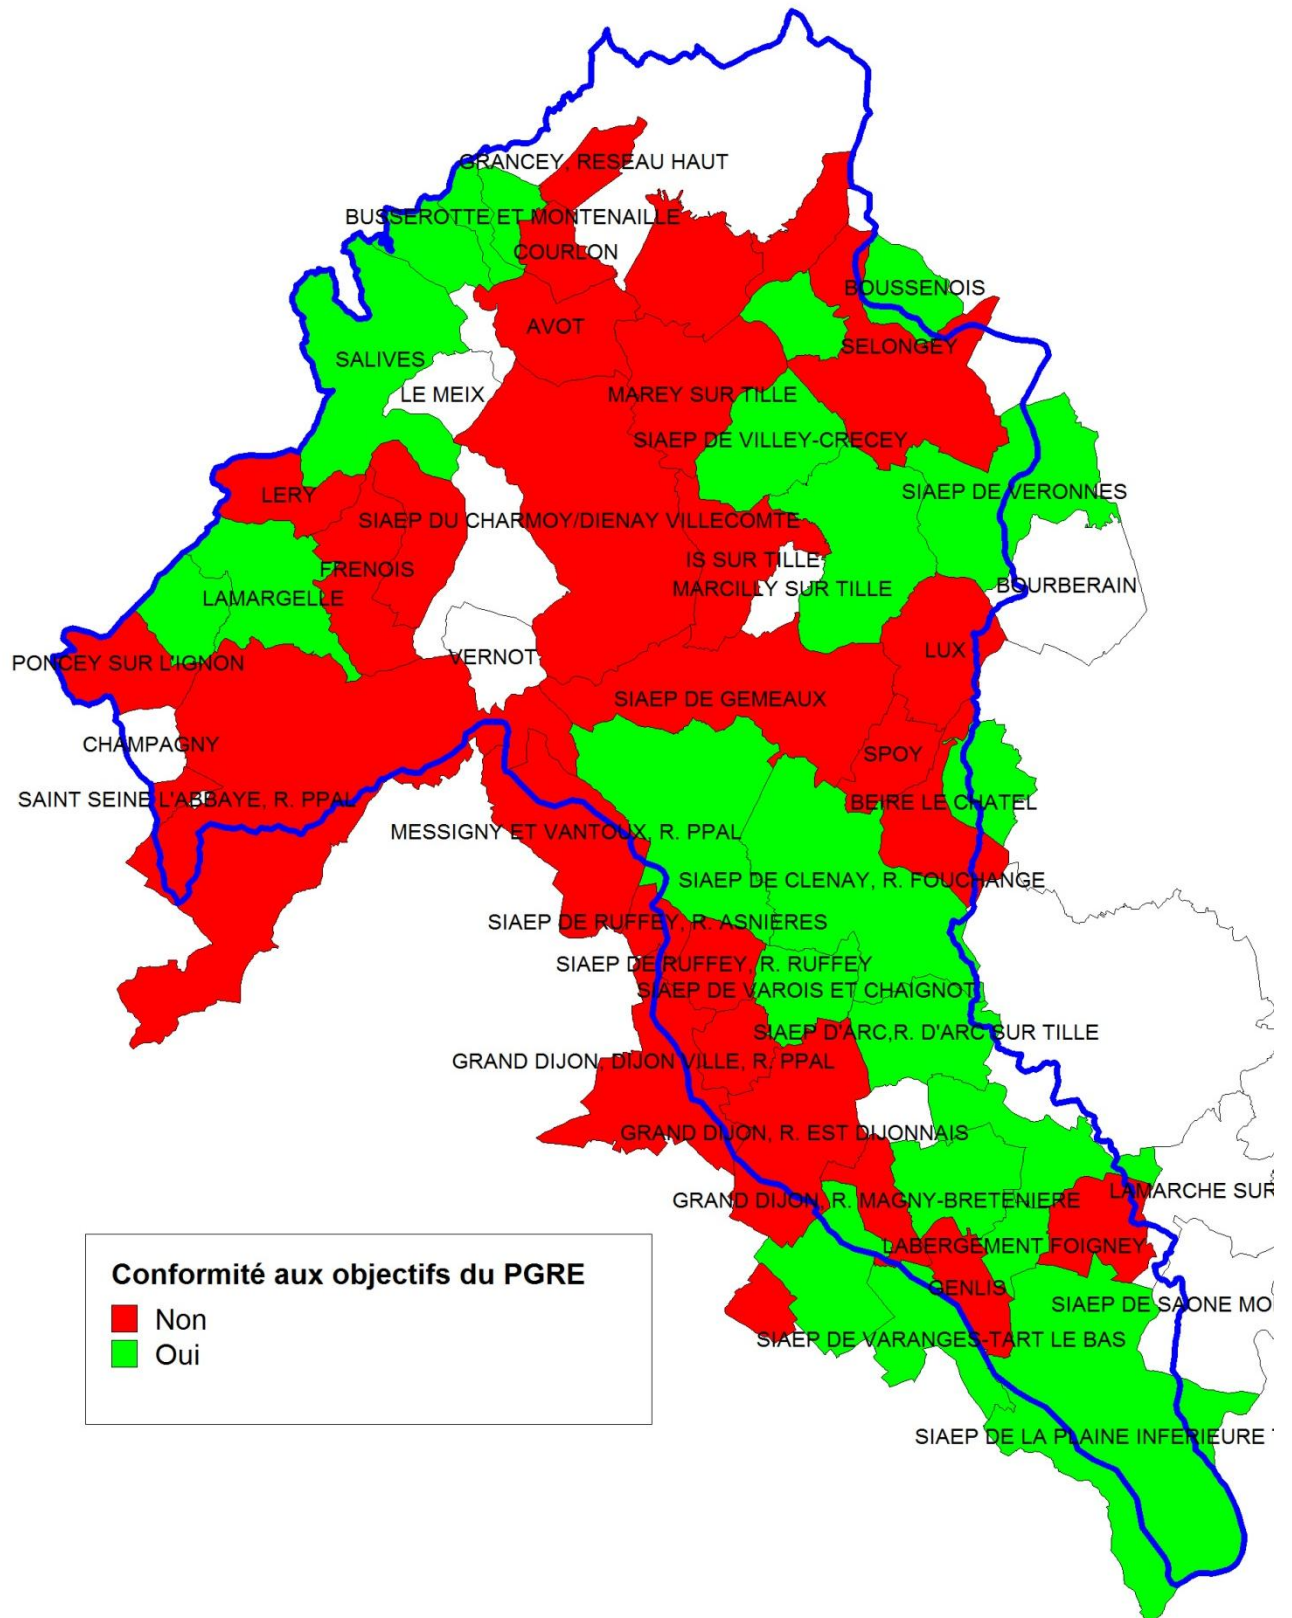 GRANCEY, RESEAU HAUT
BUSSEROTTE ET MONTENAILLE
COURLON
BOUSSENOIS
AVOT
SELONGEY
SALIVES
LE MEIX
MAREY SUR TILLE
SIAEP DE VILLEY-CRECEY
LERY
SIAEP DE VERONNES
SIAEP DU CHARMOY/DIENAY VILLECOMTE
IS SUR TILLE
FRENOIS
MARCILLY SUR TILLE
BOURBERAIN
LAMARGELLE
LUX
VERNOT
PONCEY SUR L'IGNON
SIAEP DE GEMEAUX
CHAMPAGNY
SPOY
SAINT SEINE L'ABBAYE, R. PPAL
BEIRE LE CHATEL
MESSIGNY ET VANTOUX, R. PPAL
SIAEP DE CLENAY, R. FOUCHANGE
SIAEP DE RUFFEY, R. ASNIERES
SIAEP DE RUFFEY, R. RUFFEY
SIAEP DE VAROIS ET CHAIGNOT
SIAEP D'ARC,R. D'ARC SUR TILLE
GRAND DIJON, DIJON VILLE, R. PPAL
GRAND DIJON, R. EST DIJONNAIS
LAMARCHE SUR
GRAND DIJON, R. MAGNY-BRETENIERE
LABERGEMENT FOIGNEY
GENLIS
SIAEP DE SAONE MO
SIAEP DE VARANGES-TART LE BAS
SIAEP DE LA PLAINE INFERIEURE
Conformité aux objectifs du PGRE
Non
Oui